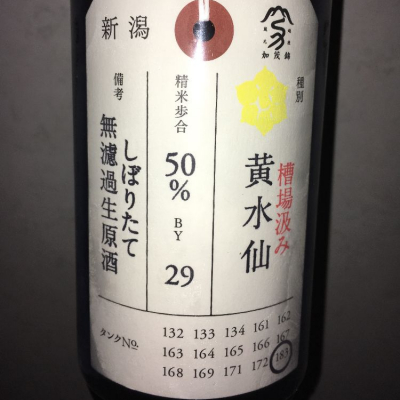 新潟
加茂錦
種別
槽場汲み
黄水仙
精米歩合
50%
BY
29
備考
しぼりたて
無濾過生原酒
タンクNo.
132 133 134 161 162
163 164 165 166 167
168 169 171 172 183